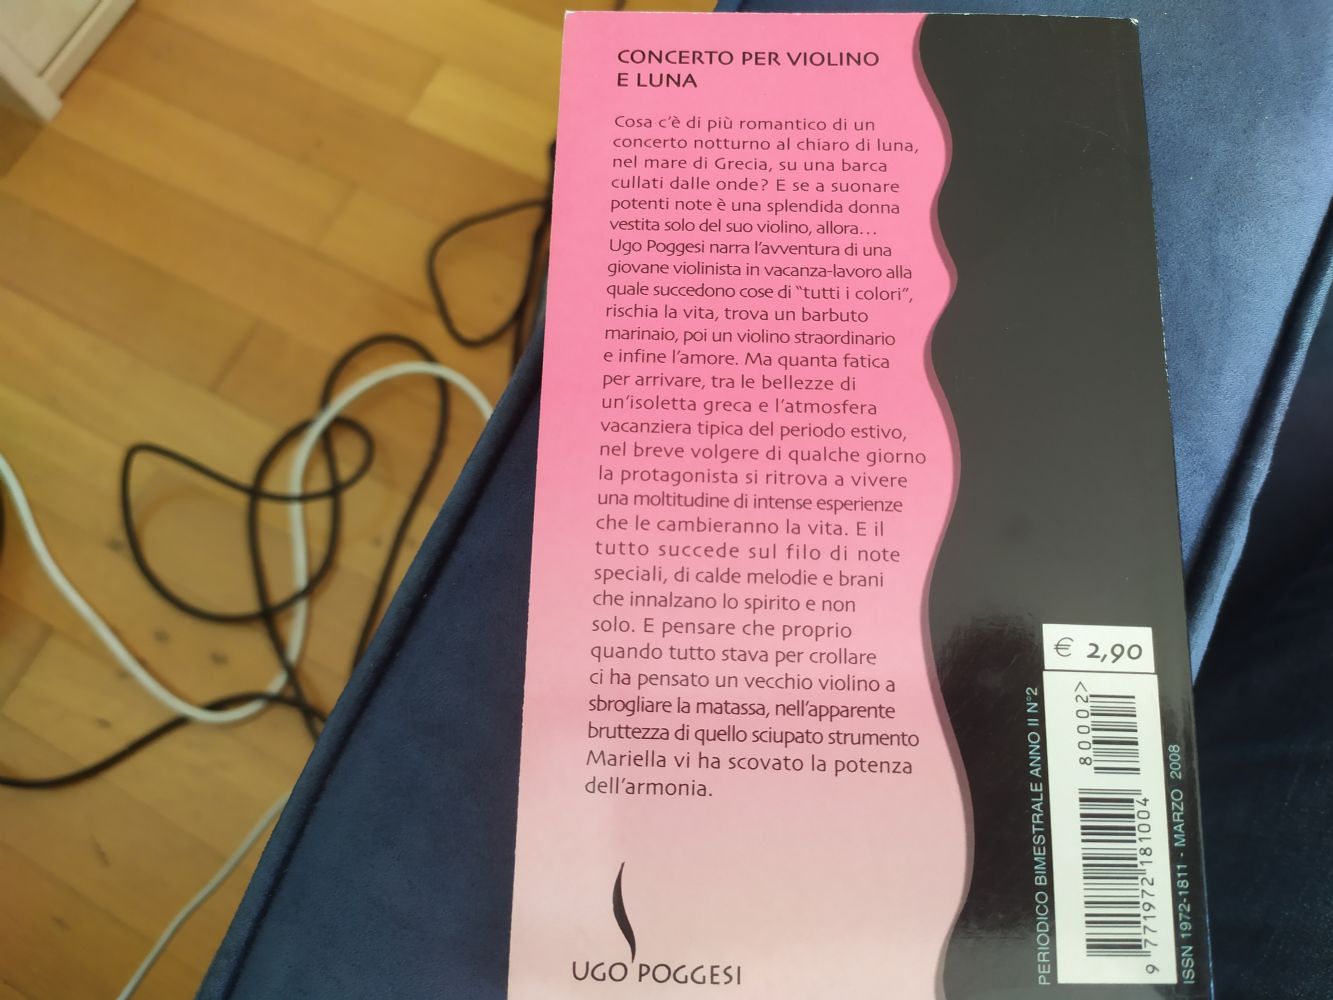 CONCERTO PER VIOLINO
E LUNA
Cosa c'è di più romantico di un
concerto notturno al chiaro di luna,
nel mare di Grecia, su una barca
cullati dalle onde? E se a suonare
potenti note è una splendida donna
vestita solo del suo violino, allora...
Ugo Poggesi narra l'avventura di una
giovane violinista in vacanza-lavoro alla
quale succedono cose di "tutti i colori",
rischia la vita, trova un barbuto
marinaio, poi un violino straordinario
e infine l'amore. Ma quanta fatica
per arrivare, tra le bellezze di
un'isoletta greca e l'atmosfera
vacanziera tipica del periodo estivo,
nel breve volgere di qualche giorno
la protagonista si ritrova a vivere
una moltitudine di intense esperienze
che le cambieranno la vita. E il
tutto succede sul filo di note
speciali, di calde melodie e brani
che innalzano lo spirito e non
solo. E pensare che proprio
quando tutto stava per crollare
ci ha pensato un vecchio violino a
sbrogliare la matassa, nell'apparente
bruttezza di quello sciupato strumento
Mariella vi ha scovato la potenza
dell'armonia.
UGO POGGESI
€ 2,90
PERIODICO BIMESTRALE ANNO II N°2
80002>
9 771972 181004
ISSN 1972-1811 - MARZO 2008